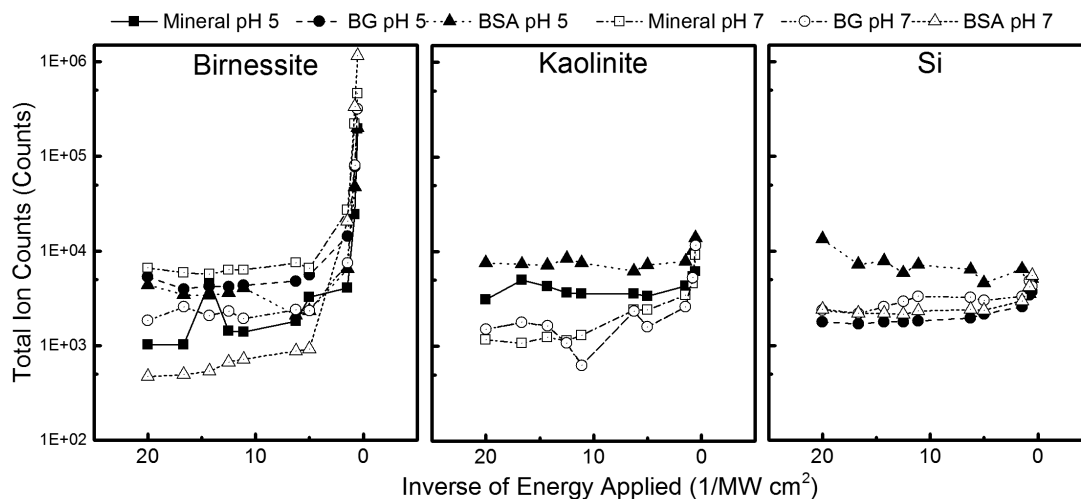 Mineral pH 5 BG pH 5 BSA pH 5 Mineral pH 7 BG pH 7 BSA pH 7
Birnessite Kaolinite Si
Total Ion Counts (Counts)
1E+06
1E+05
1E+04
1E+03
1E+02
20 10 0 20 10 0 20 10 0
Inverse of Energy Applied (1/MW cm²)